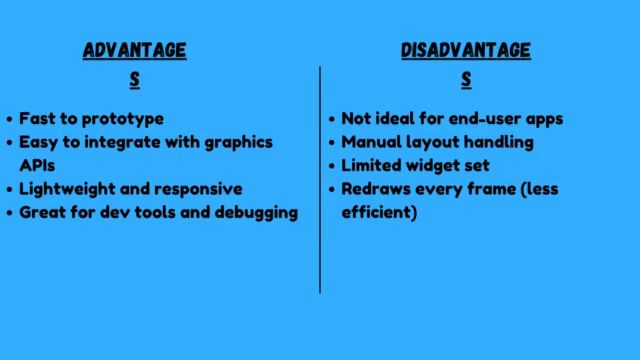 ADVANTAGE
S
• Fast to prototype
• Easy to integrate with graphics
APIs
• Lightweight and responsive
• Great for dev tools and debugging
DISADVANTAGE
S
• Not ideal for end-user apps
• Manual layout handling
• Limited widget set
• Redraws every frame (less
efficient)